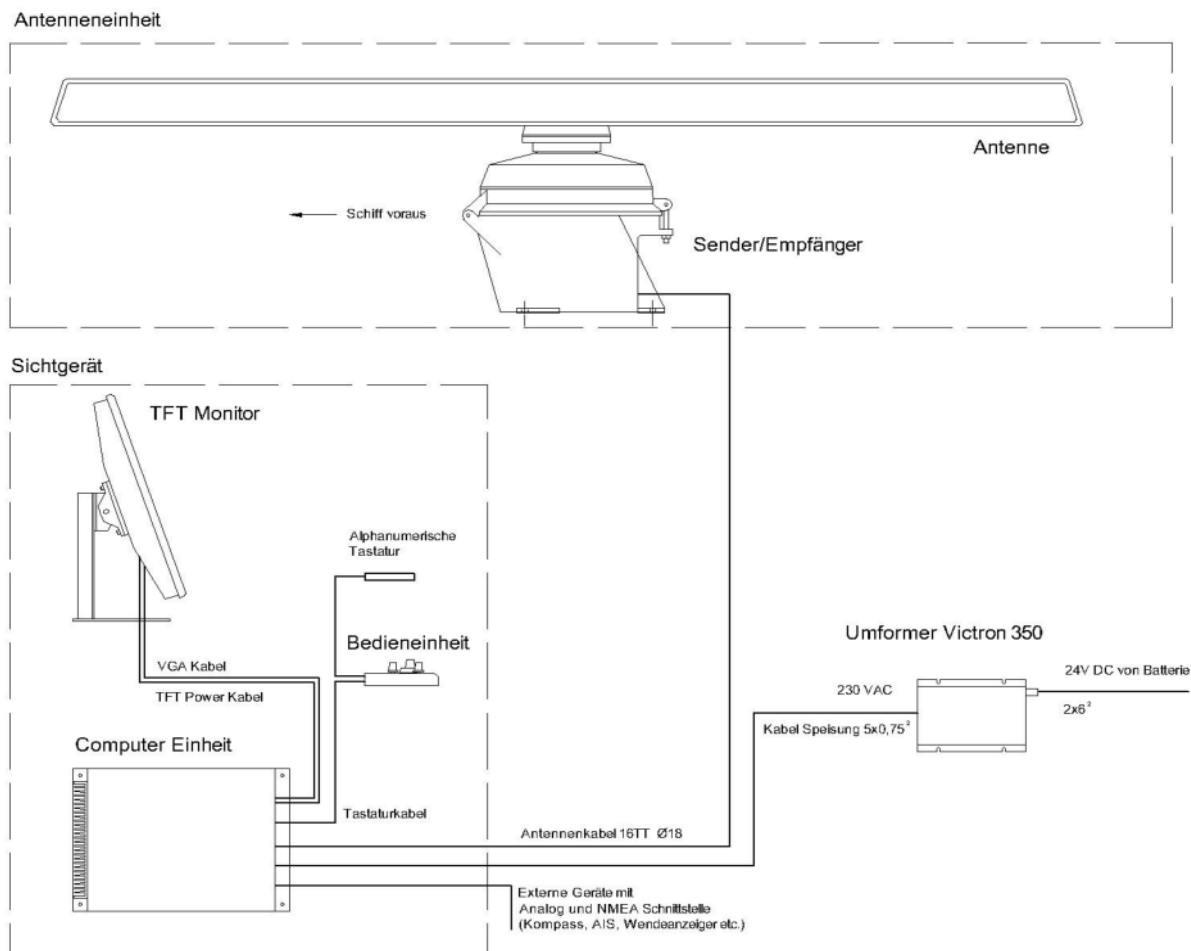 Antenneneinheit
Antenne
Schiff voraus
Sender/Empfänger
Sichtgerät
TFT Monitor
Alphanumerische
Tastatur
Bedieneinheit
VGA Kabel
TFT Power Kabel
Computer Einheit
Tastaturkabel
Umformer Victron 350
24V DC von Batterie
230 VAC
2x6²
Kabel Speisung 5x0,75²
Antennenkabel 16TT Ø18
Externe Geräte mit
Analog und NMEA Schnittstelle
(Kompass, AIS, Wendeanzeiger etc.)